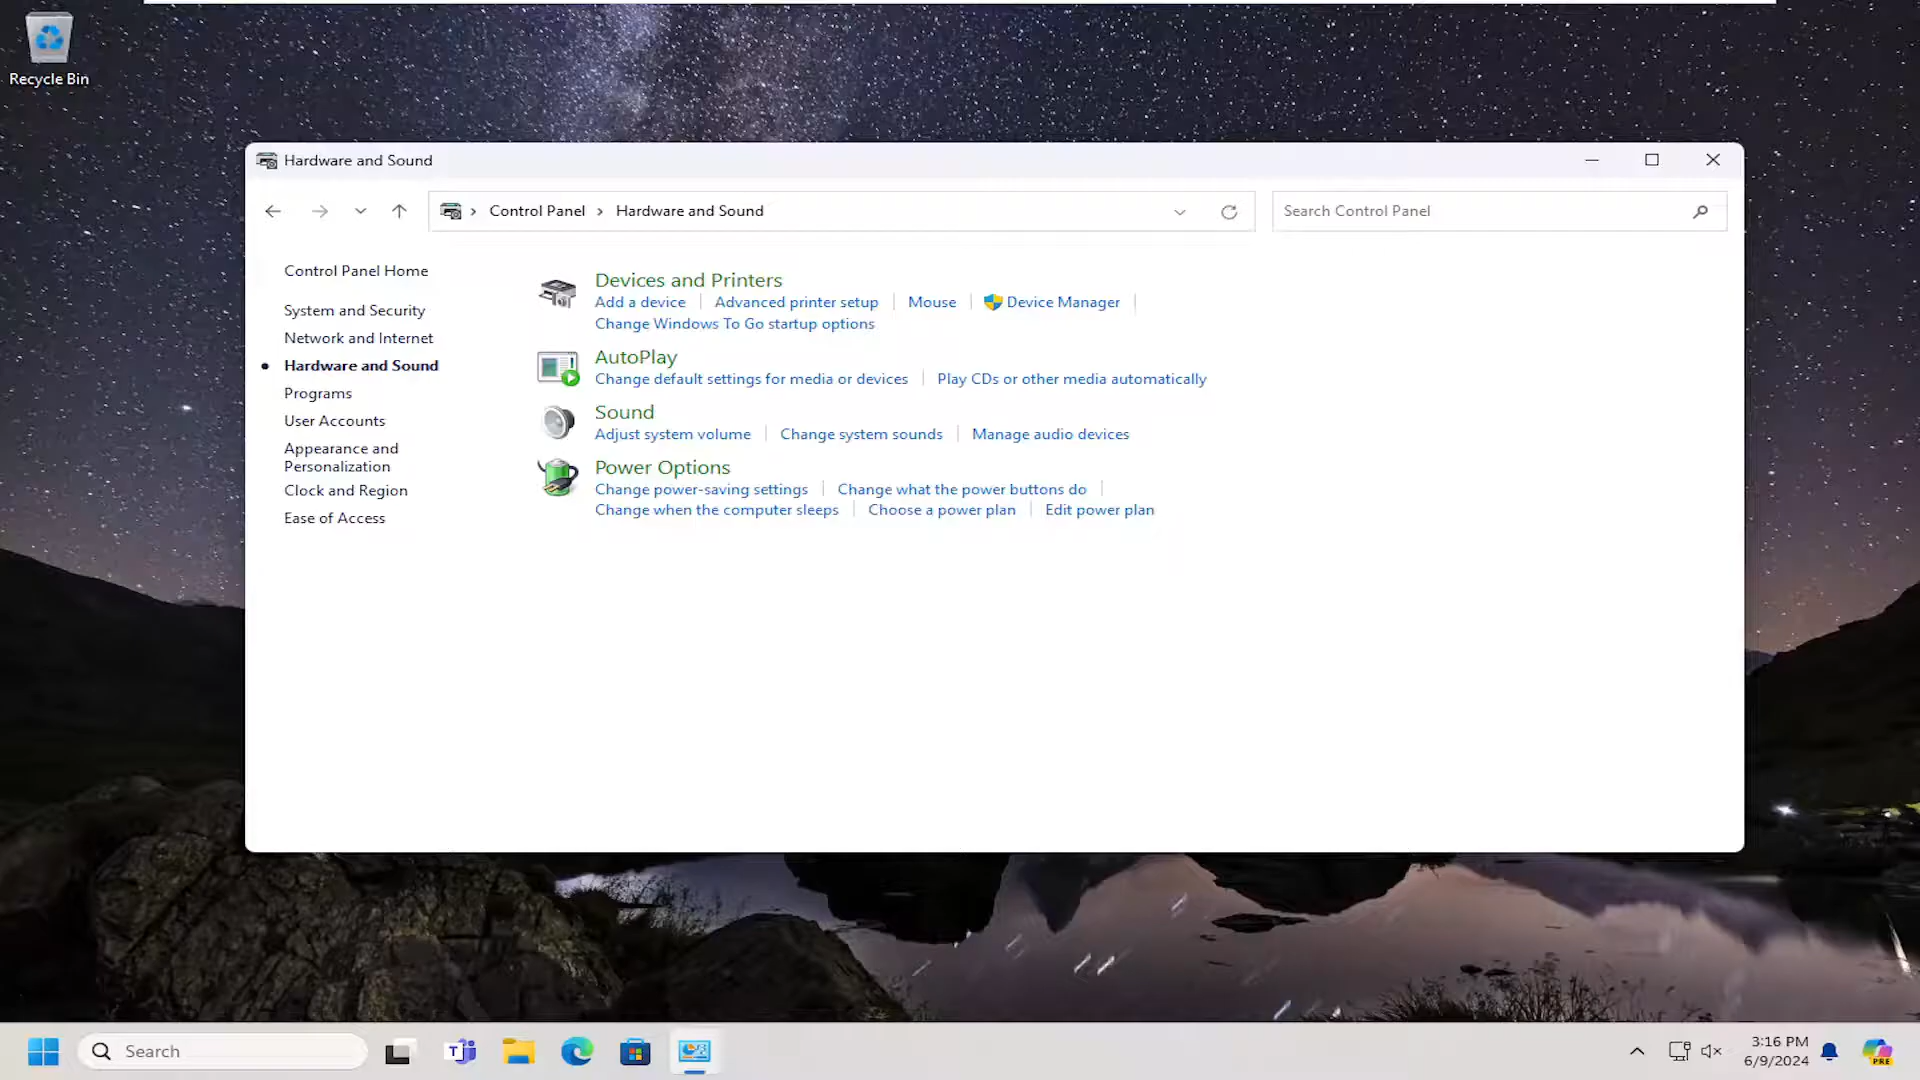 Recycle Bin
Hardware and Sound
Control Panel > Hardware and Sound
Search Control Panel
Control Panel Home
System and Security
Network and Internet
Hardware and Sound
Programs
User Accounts
Appearance and
Personalization
Clock and Region
Ease of Access
Devices and Printers
Add a device | Advanced printer setup | Mouse | Device Manager |
Change Windows To Go startup options
AutoPlay
Change default settings for media or devices | Play CDs or other media automatically
Sound
Adjust system volume | Change system sounds | Manage audio devices
Power Options
Change power-saving settings | Change what the power buttons do |
Change when the computer sleeps | Choose a power plan | Edit power plan
Search
3:16 PM
6/9/2024
PRE